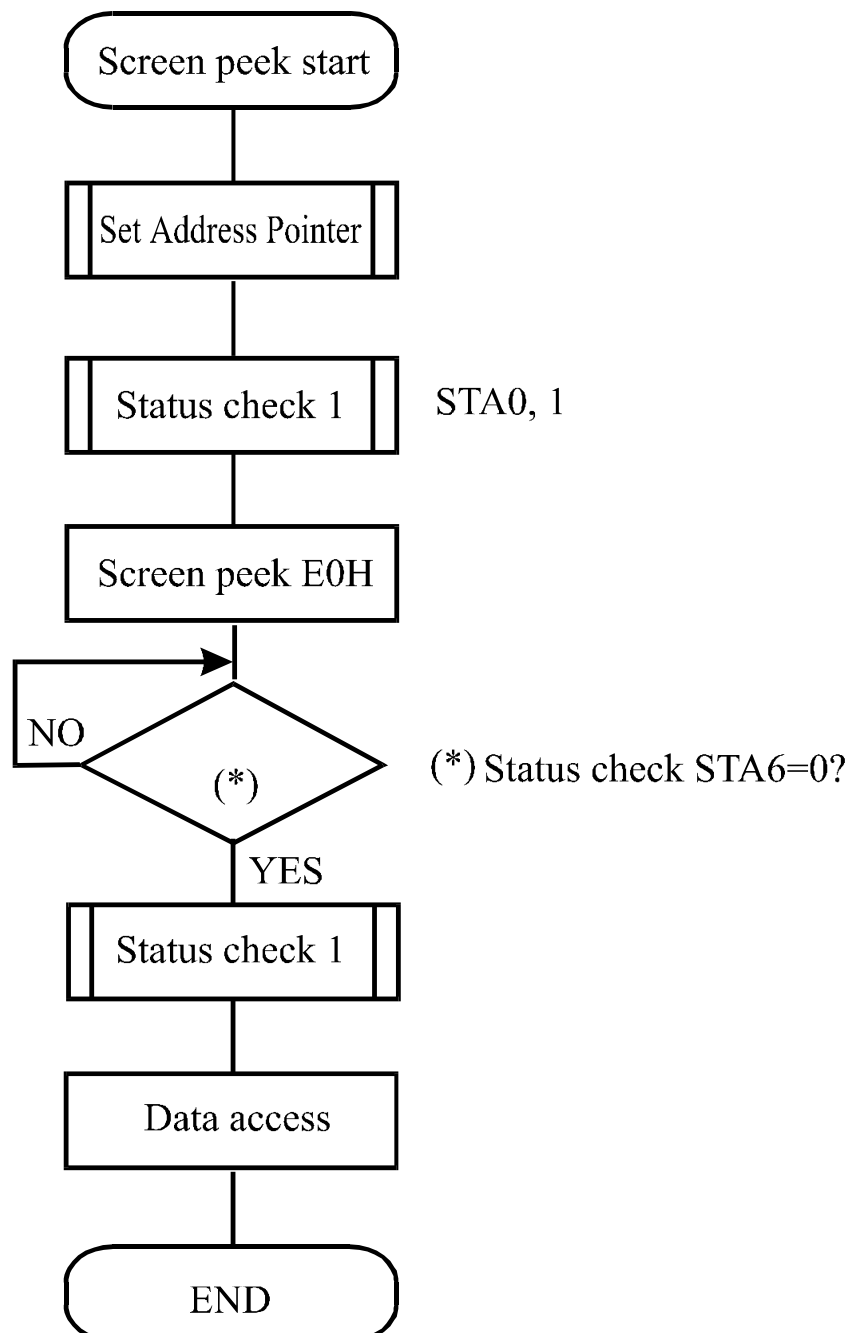 Screen peek start
Set Address Pointer
Status check 1
STA0, 1
Screen peek E0H
NO
(*)
(*) Status check STA6=0?
YES
Status check 1
Data access
END